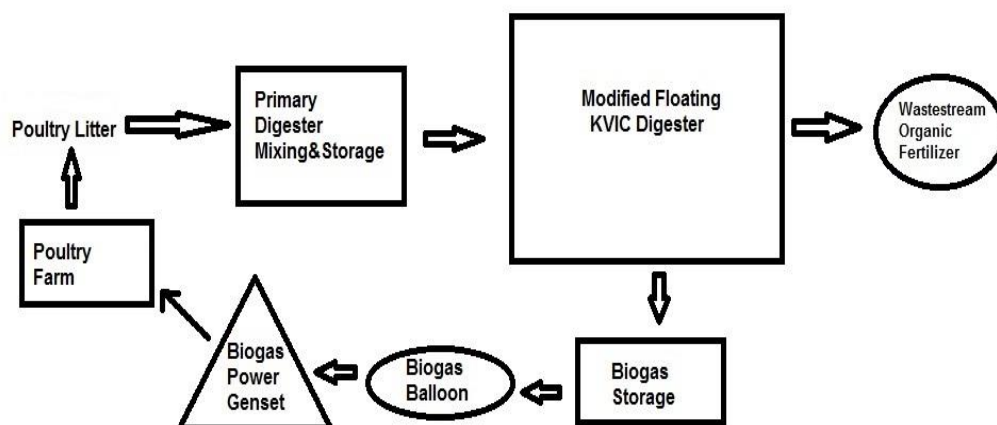 Poultry Litter
Primary
Digester
Mixing&Storage
Modified Floating
KVIC Digester
Wastestream
Organic
Fertilizer
Poultry
Farm
Biogas
Power
Genset
Biogas
Balloon
Biogas
Storage